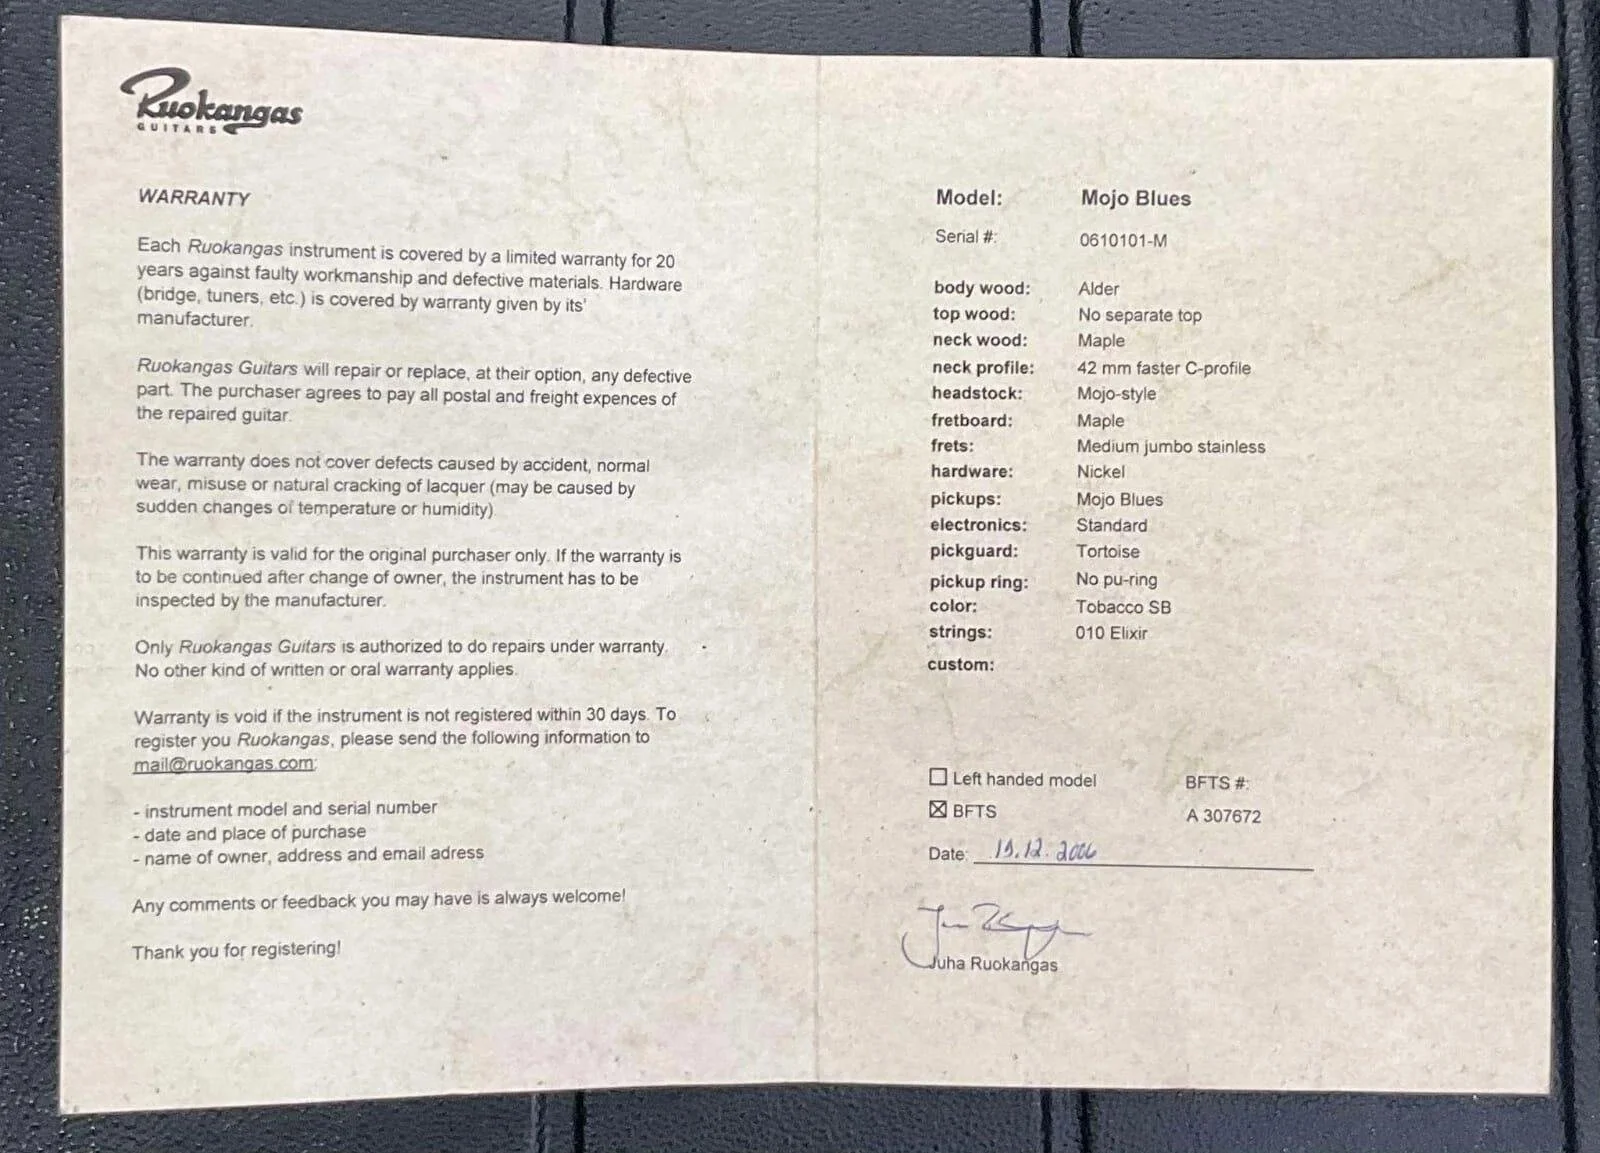 Ruokangas
GUITARS
WARRANTY
Each Ruokangas instrument is covered by a limited warranty for 20
years against faulty workmanship and defective materials. Hardware
(bridge, tuners, etc.) is covered by warranty given by its'
manufacturer.
Ruokangas Guitars will repair or replace, at their option, any defective
part. The purchaser agrees to pay all postal and freight expences of
the repaired guitar.
The warranty does not cover defects caused by accident, normal
wear, misuse or natural cracking of lacquer (may be caused by
sudden changes of temperature or humidity)
This warranty is valid for the original purchaser only. If the warranty is
to be continued after change of owner, the instrument has to be
inspected by the manufacturer.
Only Ruokangas Guitars is authorized to do repairs under warranty.
No other kind of written or oral warranty applies.
Warranty is void if the instrument is not registered within 30 days. To
register you Ruokangas, please send the following information to
mail@ruokangas.com:
- instrument model and serial number
- date and place of purchase
- name of owner, address and email adress
Any comments or feedback you may have is always welcome!
Thank you for registering!
Model: Mojo Blues
Serial #: 0610101-M
body wood: Alder
top wood: No separate top
neck wood: Maple
neck profile: 42 mm faster C-profile
headstock: Mojo-style
fretboard: Maple
frets: Medium jumbo stainless
hardware: Nickel
pickups: Mojo Blues
electronics: Standard
pickguard: Tortoise
pickup ring: No pu-ring
color: Tobacco SB
strings: 010 Elixir
custom:
☐ Left handed model BFTS #:
☒ BFTS A 307672
Date: .12.2006
Juha Ruokangas